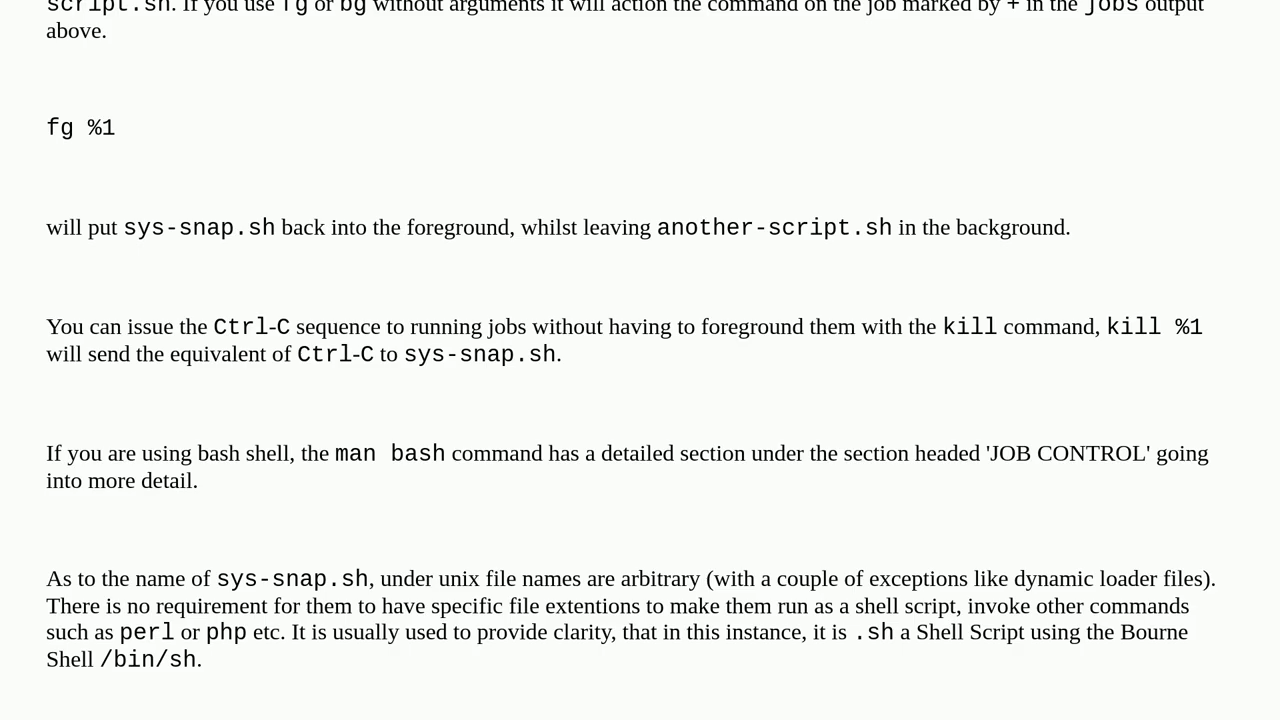 script.sh. If you use fg or bg without arguments it will action the command on the job marked by + in the jobs output
above.
fg %1
will put sys-snap.sh back into the foreground, whilst leaving another-script.sh in the background.
You can issue the Ctrl-C sequence to running jobs without having to foreground them with the kill command, kill %1
will send the equivalent of Ctrl-C to sys-snap.sh.
If you are using bash shell, the man bash command has a detailed section under the section headed 'JOB CONTROL' going
into more detail.
As to the name of sys-snap.sh, under unix file names are arbitrary (with a couple of exceptions like dynamic loader files).
There is no requirement for them to have specific file extentions to make them run as a shell script, invoke other commands
such as perl or php etc. It is usually used to provide clarity, that in this instance, it is .sh a Shell Script using the Bourne
Shell /bin/sh.